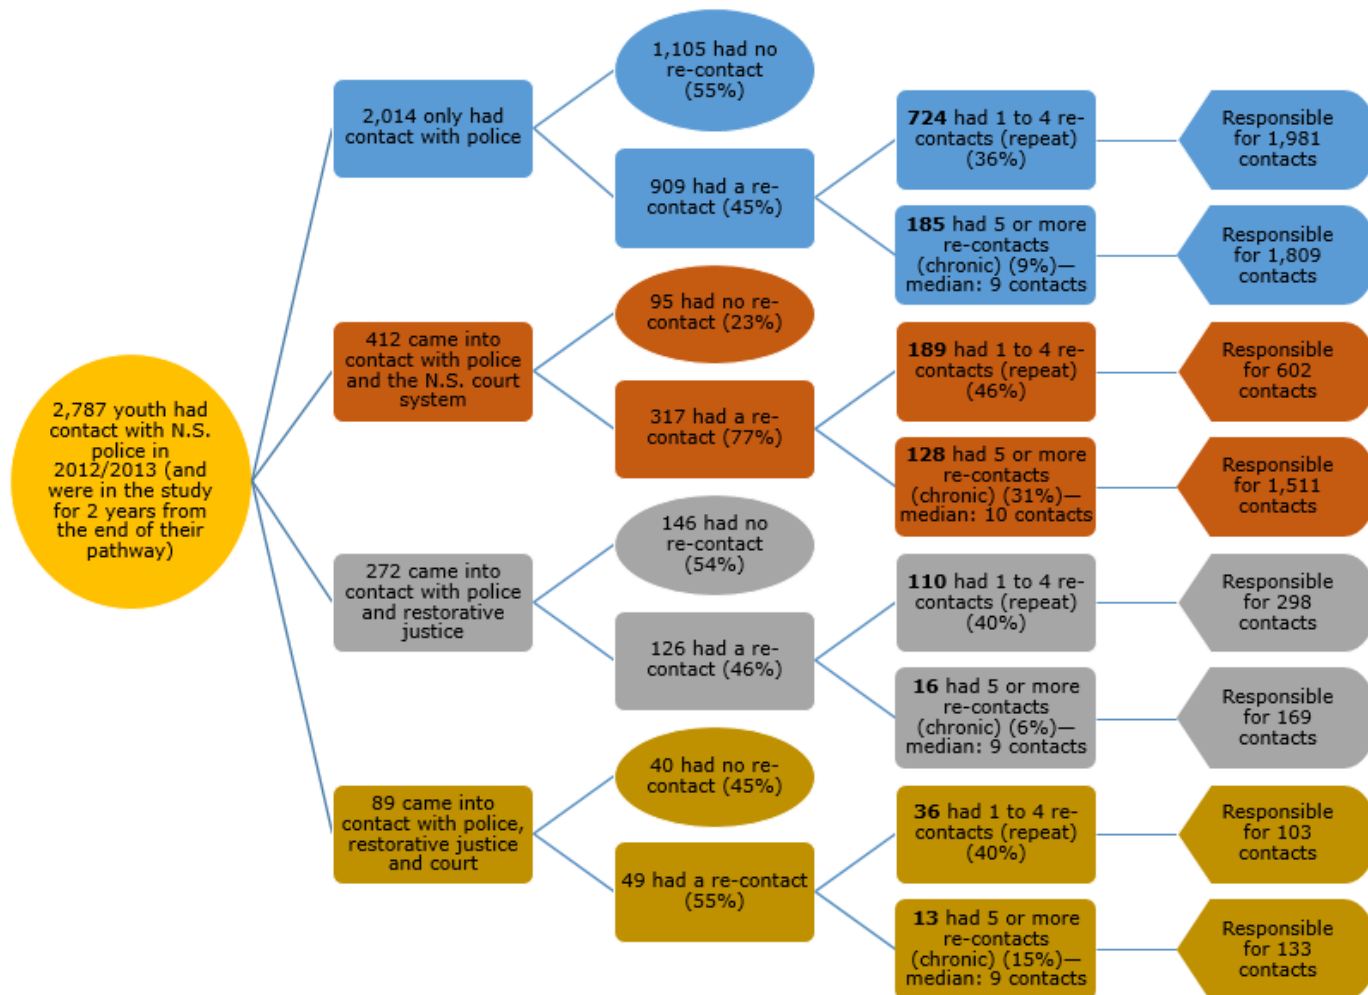 2,787 youth had
contact with N.S.
police in
2012/2013 (and
were in the study
for 2 years from
the end of their
pathway)
2,014 only had
contact with police
1,105 had no
re-contact
(55%)
909 had a re-
contact (45%)
724 had 1 to 4 re-
contacts (repeat)
(36%)
Responsible
for 1,981
contacts
185 had 5 or more
re-contacts
(chronic) (9%)—
median: 9 contacts
Responsible
for 1,809
contacts
412 came into
contact with police
and the N.S. court
system
95 had no re-
contact (23%)
317 had a re-
contact (77%)
189 had 1 to 4 re-
contacts (repeat)
(46%)
Responsible
for 602
contacts
128 had 5 or more
re-contacts
(chronic) (31%)—
median: 10 contacts
Responsible
for 1,511
contacts
272 came into
contact with police
and restorative
justice
146 had no
re-contact
(54%)
126 had a re-
contact (46%)
110 had 1 to 4 re-
contacts (repeat)
(40%)
Responsible
for 298
contacts
16 had 5 or more
re-contacts
(chronic) (6%)—
median: 9 contacts
Responsible
for 169
contacts
89 came into
contact with police,
restorative justice
and court
40 had no re-
contact (45%)
49 had a re-contact
(55%)
36 had 1 to 4 re-
contacts (repeat)
(40%)
Responsible
for 103
contacts
13 had 5 or more
re-contacts
(chronic) (15%)—
median: 9 contacts
Responsible
for 133
contacts